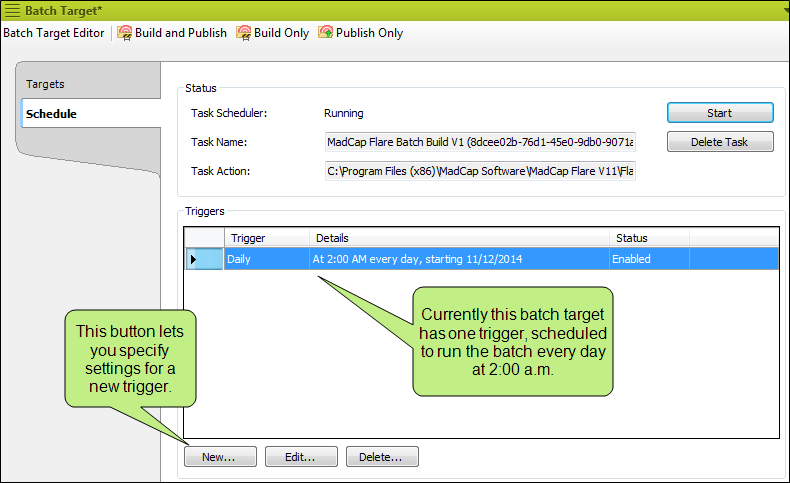 Batch Target*
Batch Target Editor Build and Publish Build Only Publish Only
Targets
Schedule
Status
Task Scheduler: Running
Start
Task Name: MadCap Flare Batch Build V1 (8dcee02b-76d1-45e0-9db0-9071a
Delete Task
Task Action: C:\Program Files (x86)\MadCap Software\MadCap Flare V11\Fla
Triggers
Trigger Details Status
Daily At 2:00 AM every day, starting 11/12/2014 Enabled
This button lets
you specify
settings for a
new trigger.
Currently this batch target
has one trigger, scheduled
to run the batch every day
at 2:00 a.m.
New... Edit... Delete...